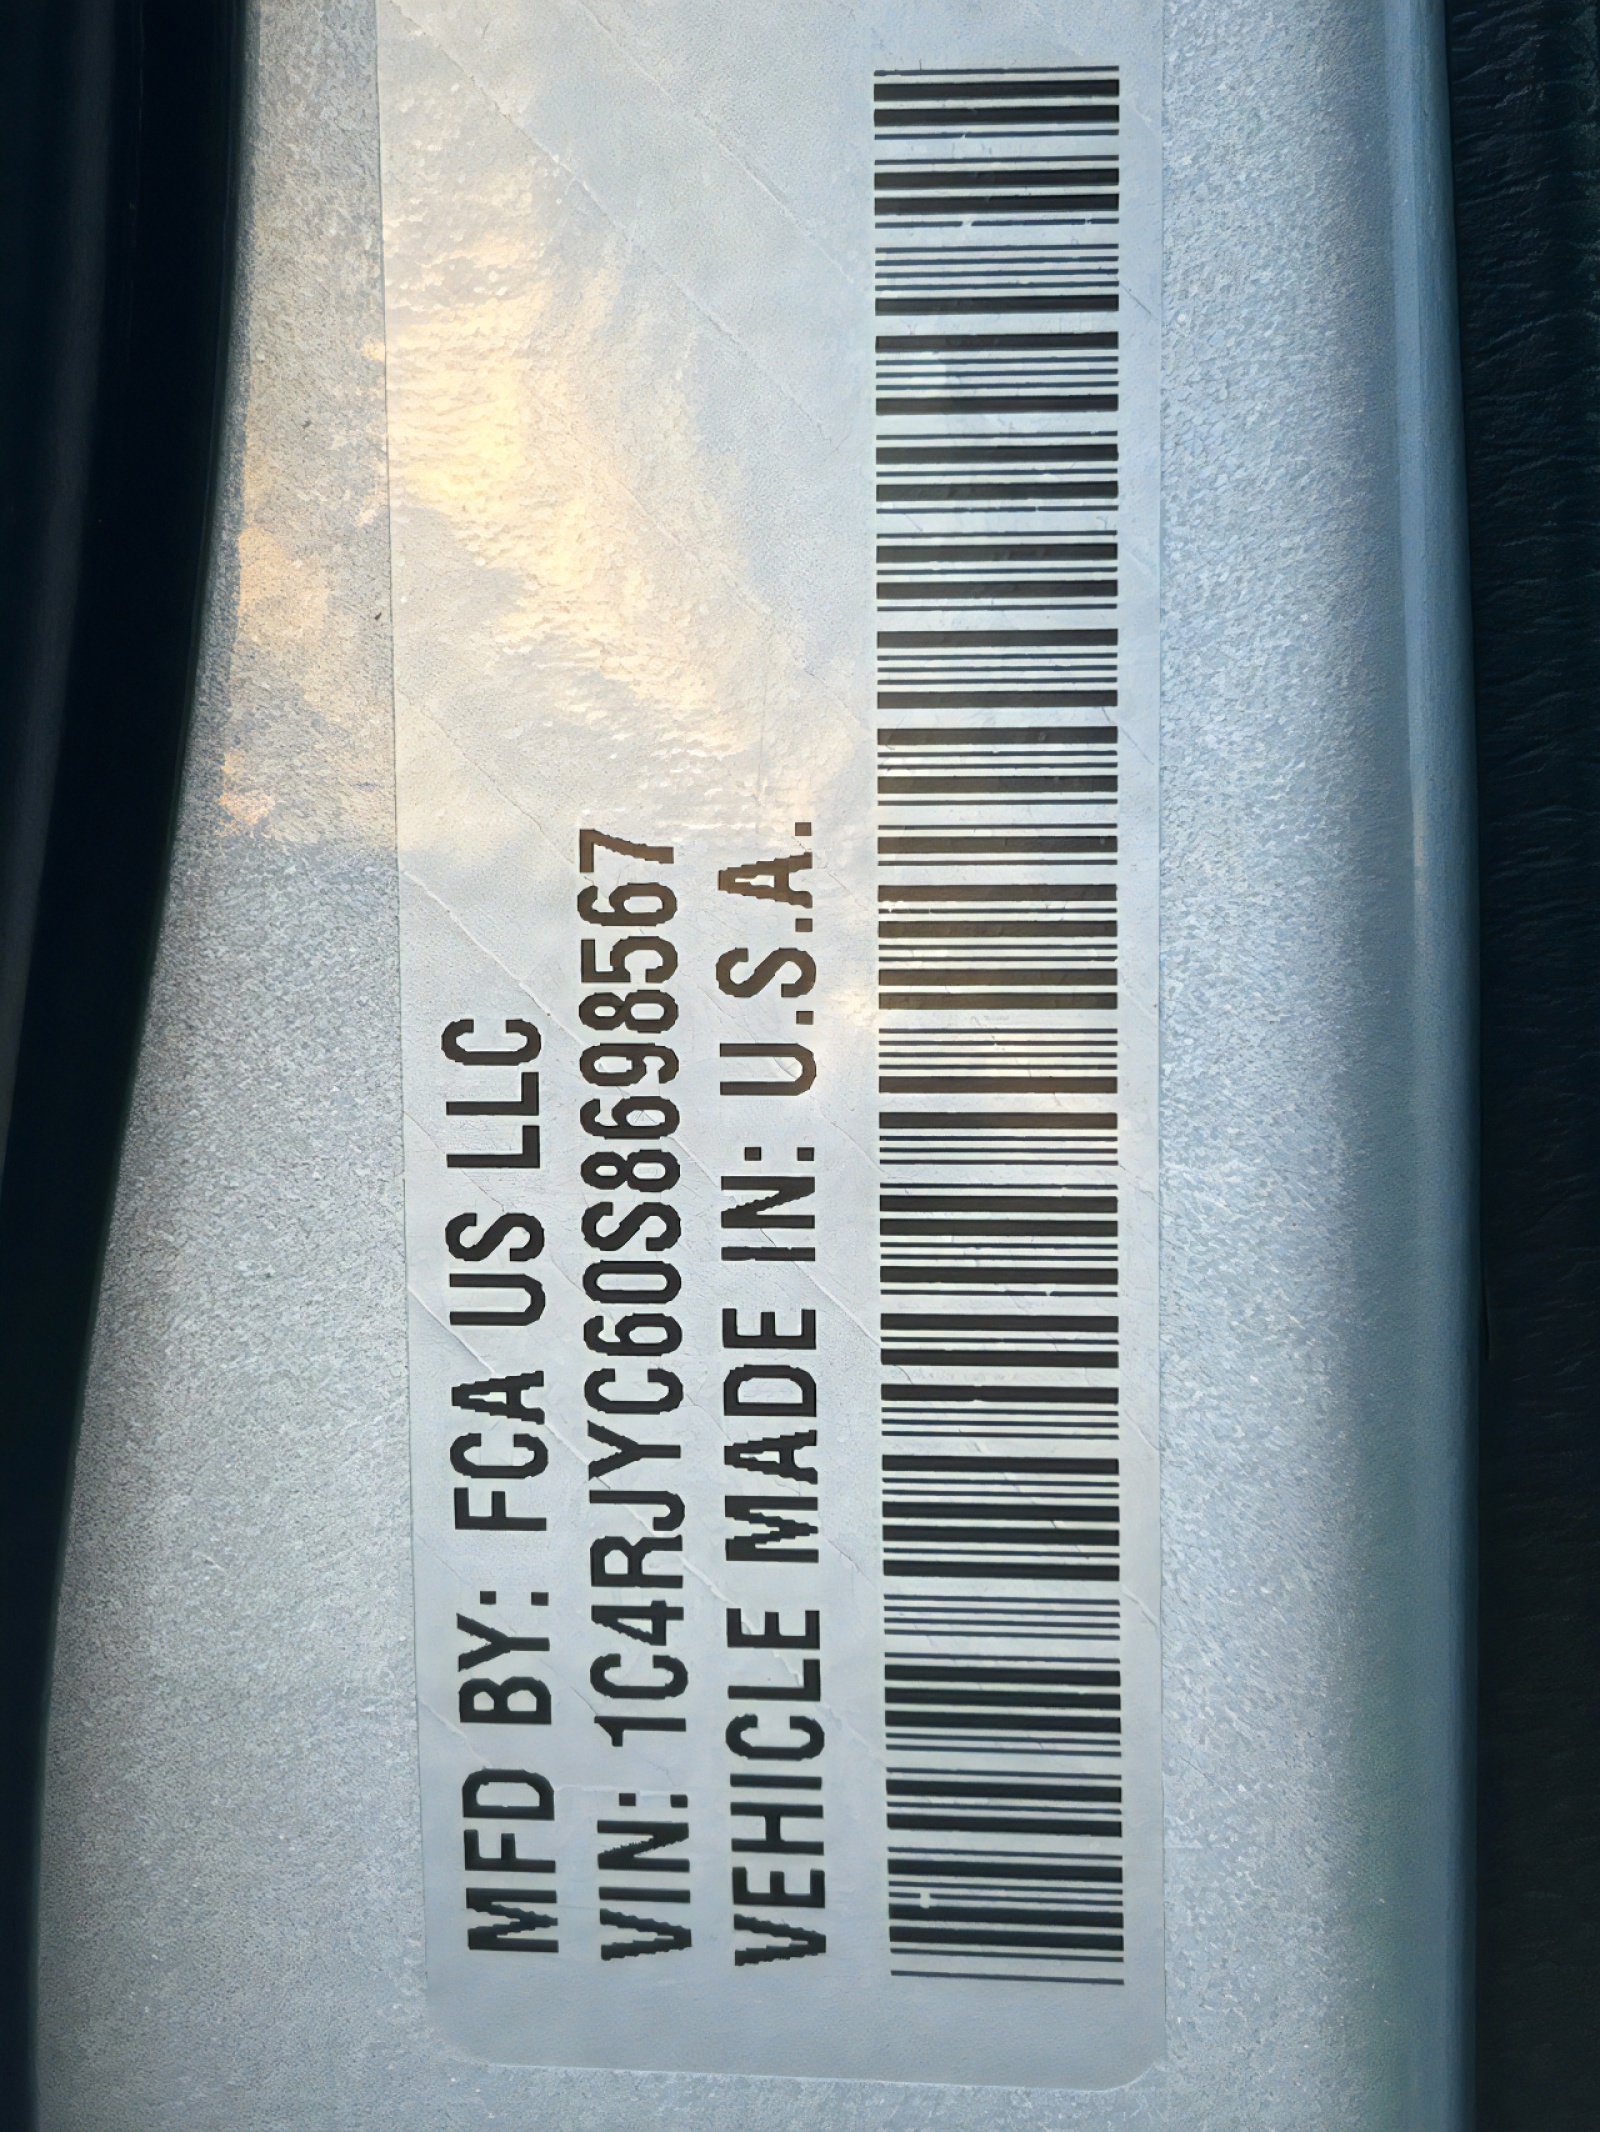 MFD BY: FCA US LLC
VIN: 1C4RJYC60S8698567
VEHICLE MADE IN: U.S.A.